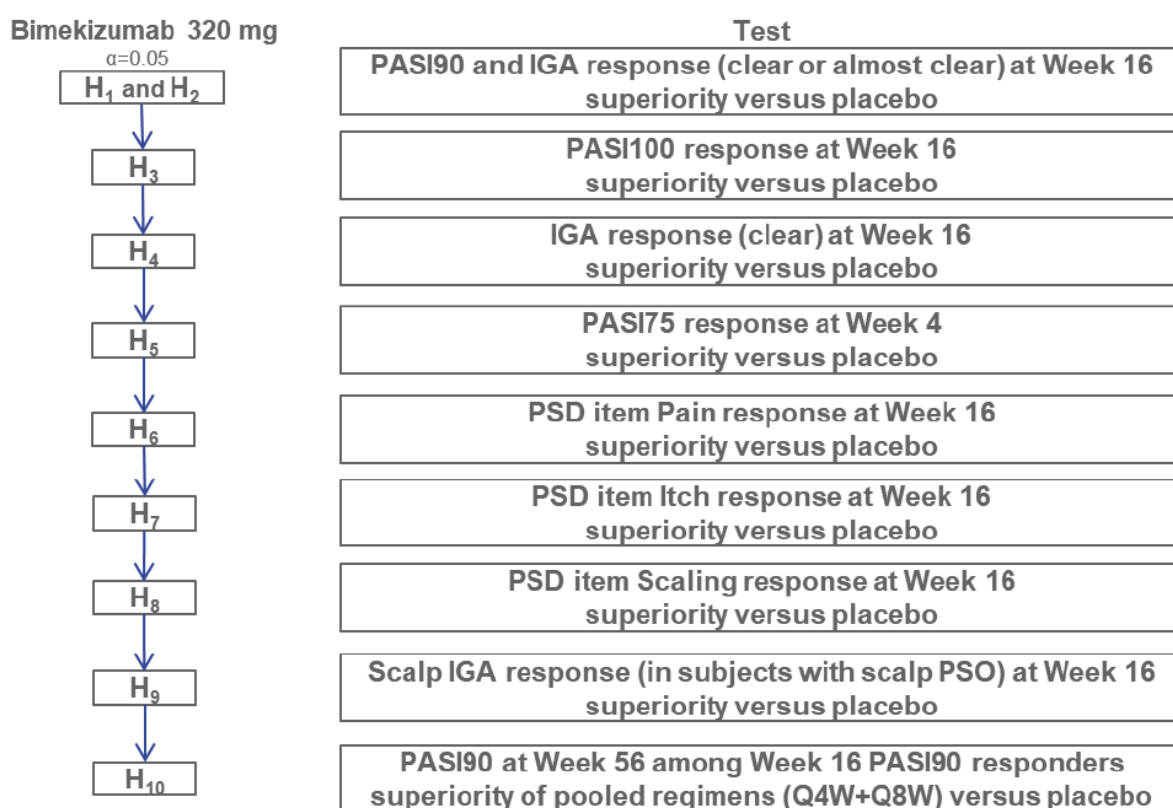 Bimekizumab 320 mg
Test
α=0.05
H₁ and H₂
PASI90 and IGA response (clear or almost clear) at Week 16
superiority versus placebo
H₃
PASI100 response at Week 16
superiority versus placebo
H₄
IGA response (clear) at Week 16
superiority versus placebo
H₅
PASI75 response at Week 4
superiority versus placebo
H₆
PSD item Pain response at Week 16
superiority versus placebo
H₇
PSD item Itch response at Week 16
superiority versus placebo
H₈
PSD item Scaling response at Week 16
superiority versus placebo
H₉
Scalp IGA response (in subjects with scalp PSO) at Week 16
superiority versus placebo
H₁₀
PASI90 at Week 56 among Week 16 PASI90 responders
superiority of pooled regimens (Q4W+Q8W) versus placebo